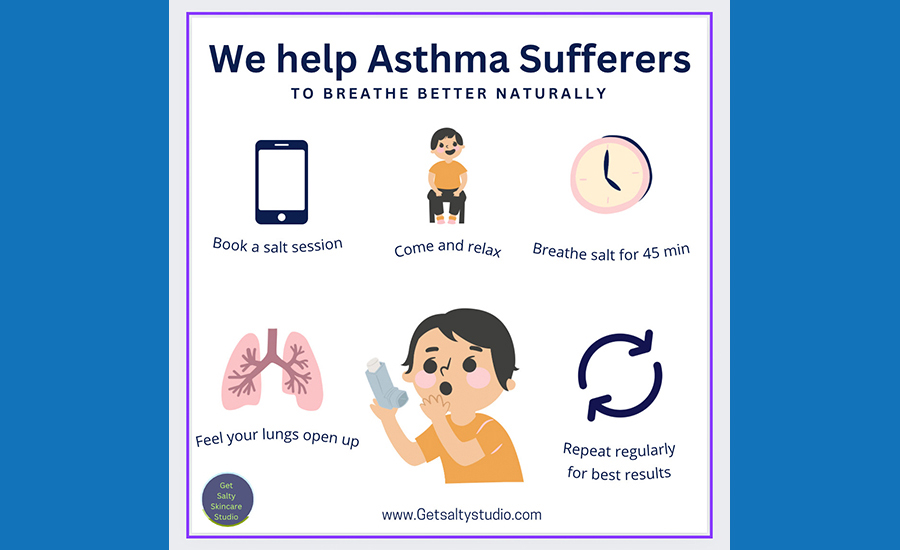 We help Asthma Sufferers
TO BREATHE BETTER NATURALLY
Book a salt session
Come and relax
Breathe salt for 45 min
Feel your lungs open up
Repeat regularly
for best results
Get
Salty
Skincare
Studio
www.Getsaltystudio.com